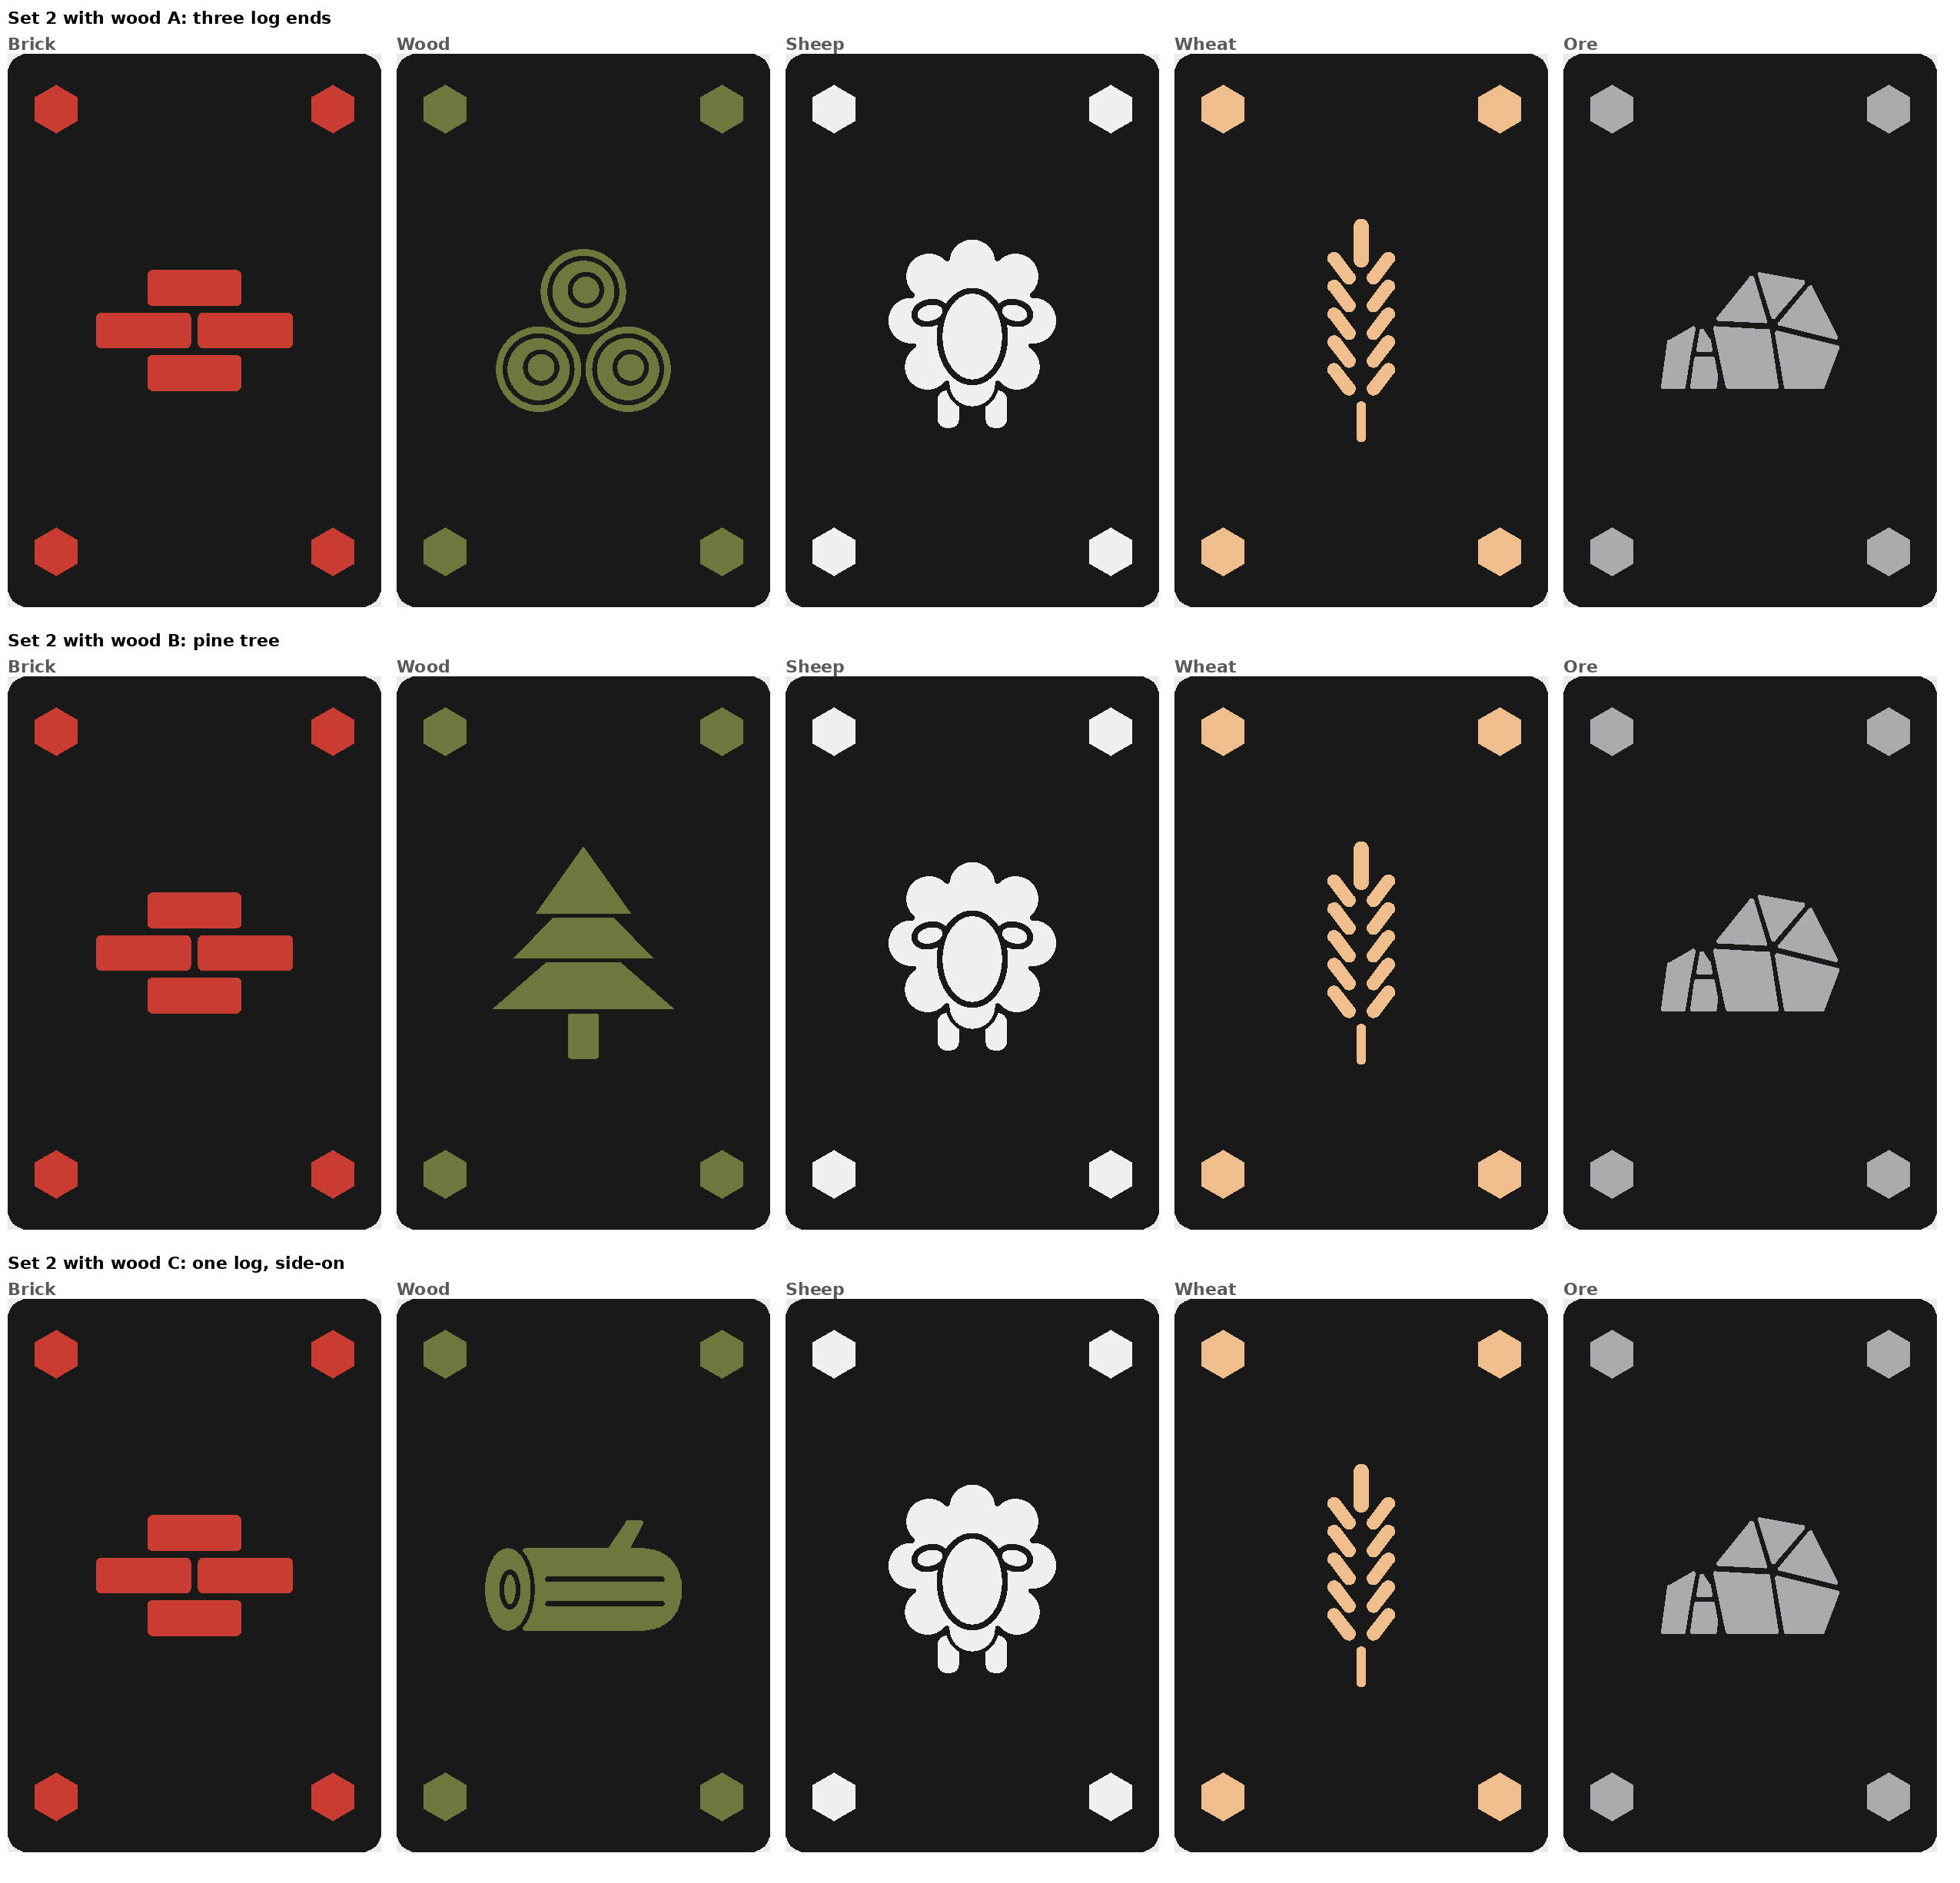 Set 2 with wood A: three log ends
Brick Wood Sheep Wheat Ore
Set 2 with wood B: pine tree
Brick Wood Sheep Wheat Ore
Set 2 with wood C: one log, side-on
Brick Wood Sheep Wheat Ore